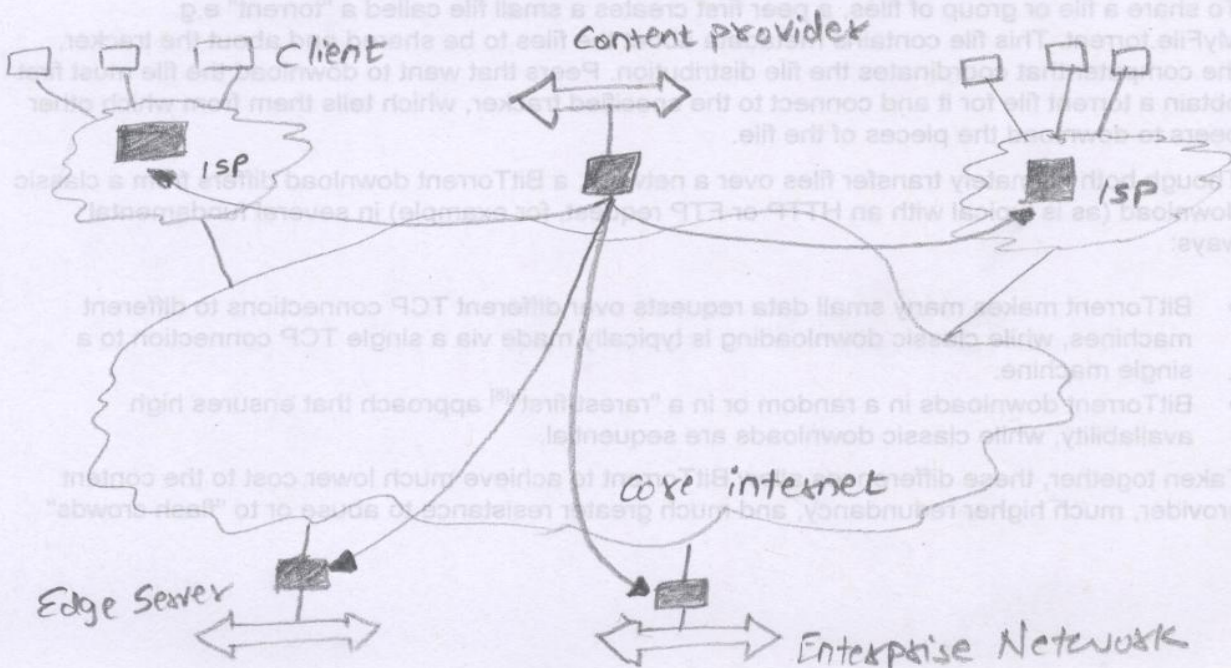 Client
Content provider
ISP
ISP
core internet
Edge Server
Enterprise Network
o share a file or group of files, a peer first creates a small file called a "torrent" e.g.
MyFile.torrent. This file contains metadata about the files to be shared and about the tracker,
he computer that coordinates the file distribution. Peers that want to download the file must first
obtain a torrent file for it and connect to the specified tracker, which tells them from which other
peers to download the pieces of the file.
hough both ultimately transfer files over a network, a BitTorrent download differs from a classic
download (as is typical with an HTTP or FTP request, for example) in several fundamental
ways:
BitTorrent makes many small data requests over different TCP connections to different
machines, while classic downloading is typically made via a single TCP connection to a
single machine.
BitTorrent downloads in a random or in a "rarest-first" approach that ensures high
availability, while classic downloads are sequential.
aken together, these differences allow BitTorrent to achieve much lower cost to the content
rovider, much higher redundancy, and much greater resistance to abuse or to "flash crowds"